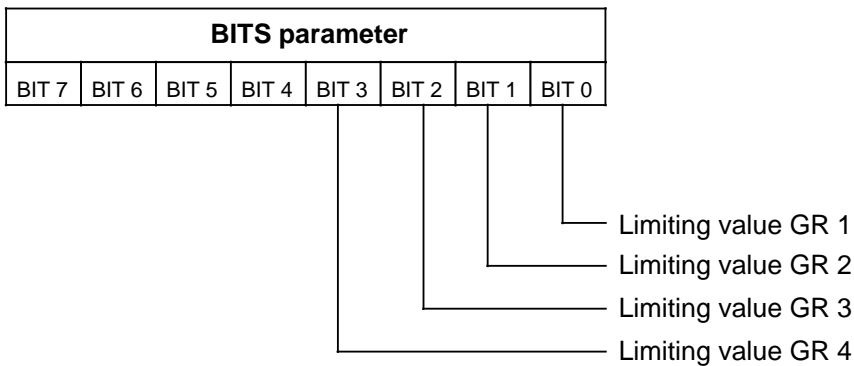 BITS parameter
BIT 7 BIT 6 BIT 5 BIT 4 BIT 3 BIT 2 BIT 1 BIT 0
Limiting value GR 1
Limiting value GR 2
Limiting value GR 3
Limiting value GR 4